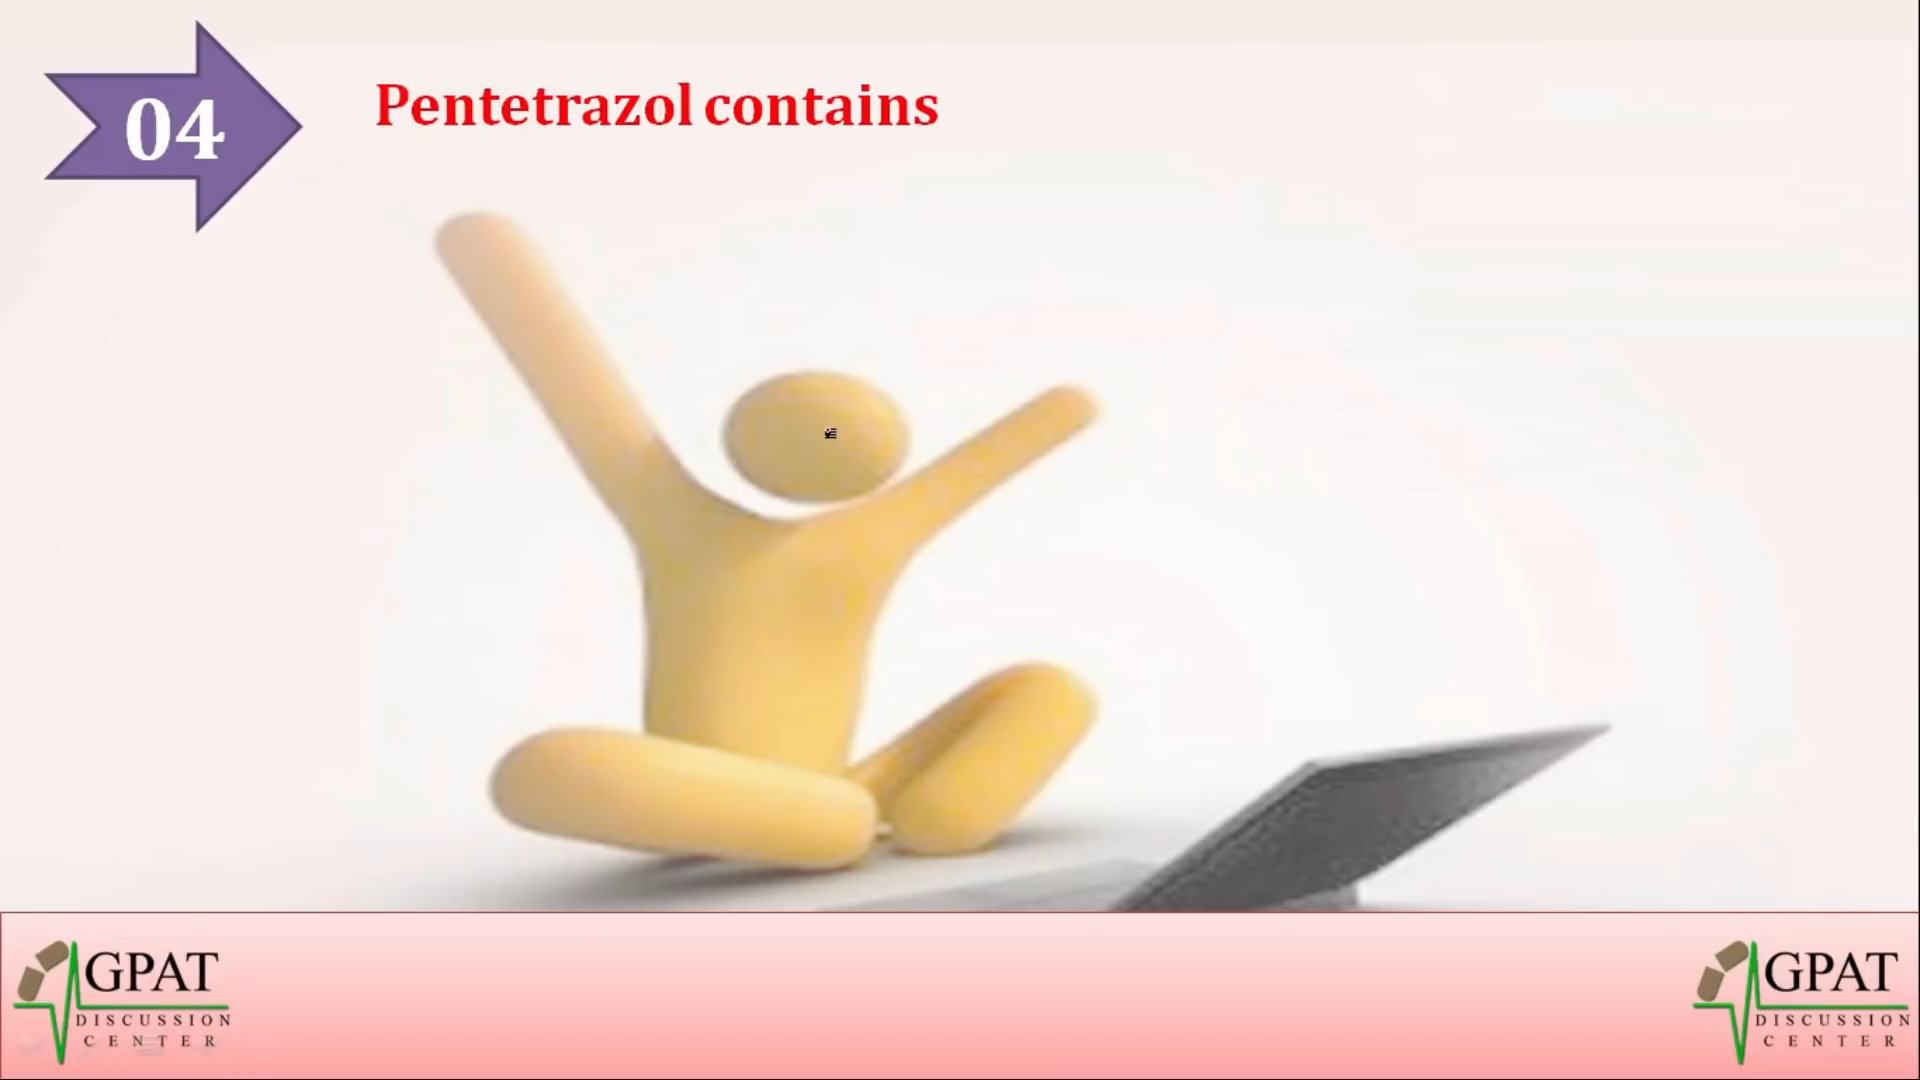 04
Pentetrazol contains
GPAT
DISCUSSION
CENTER
GPAT
DISCUSSION
CENTER